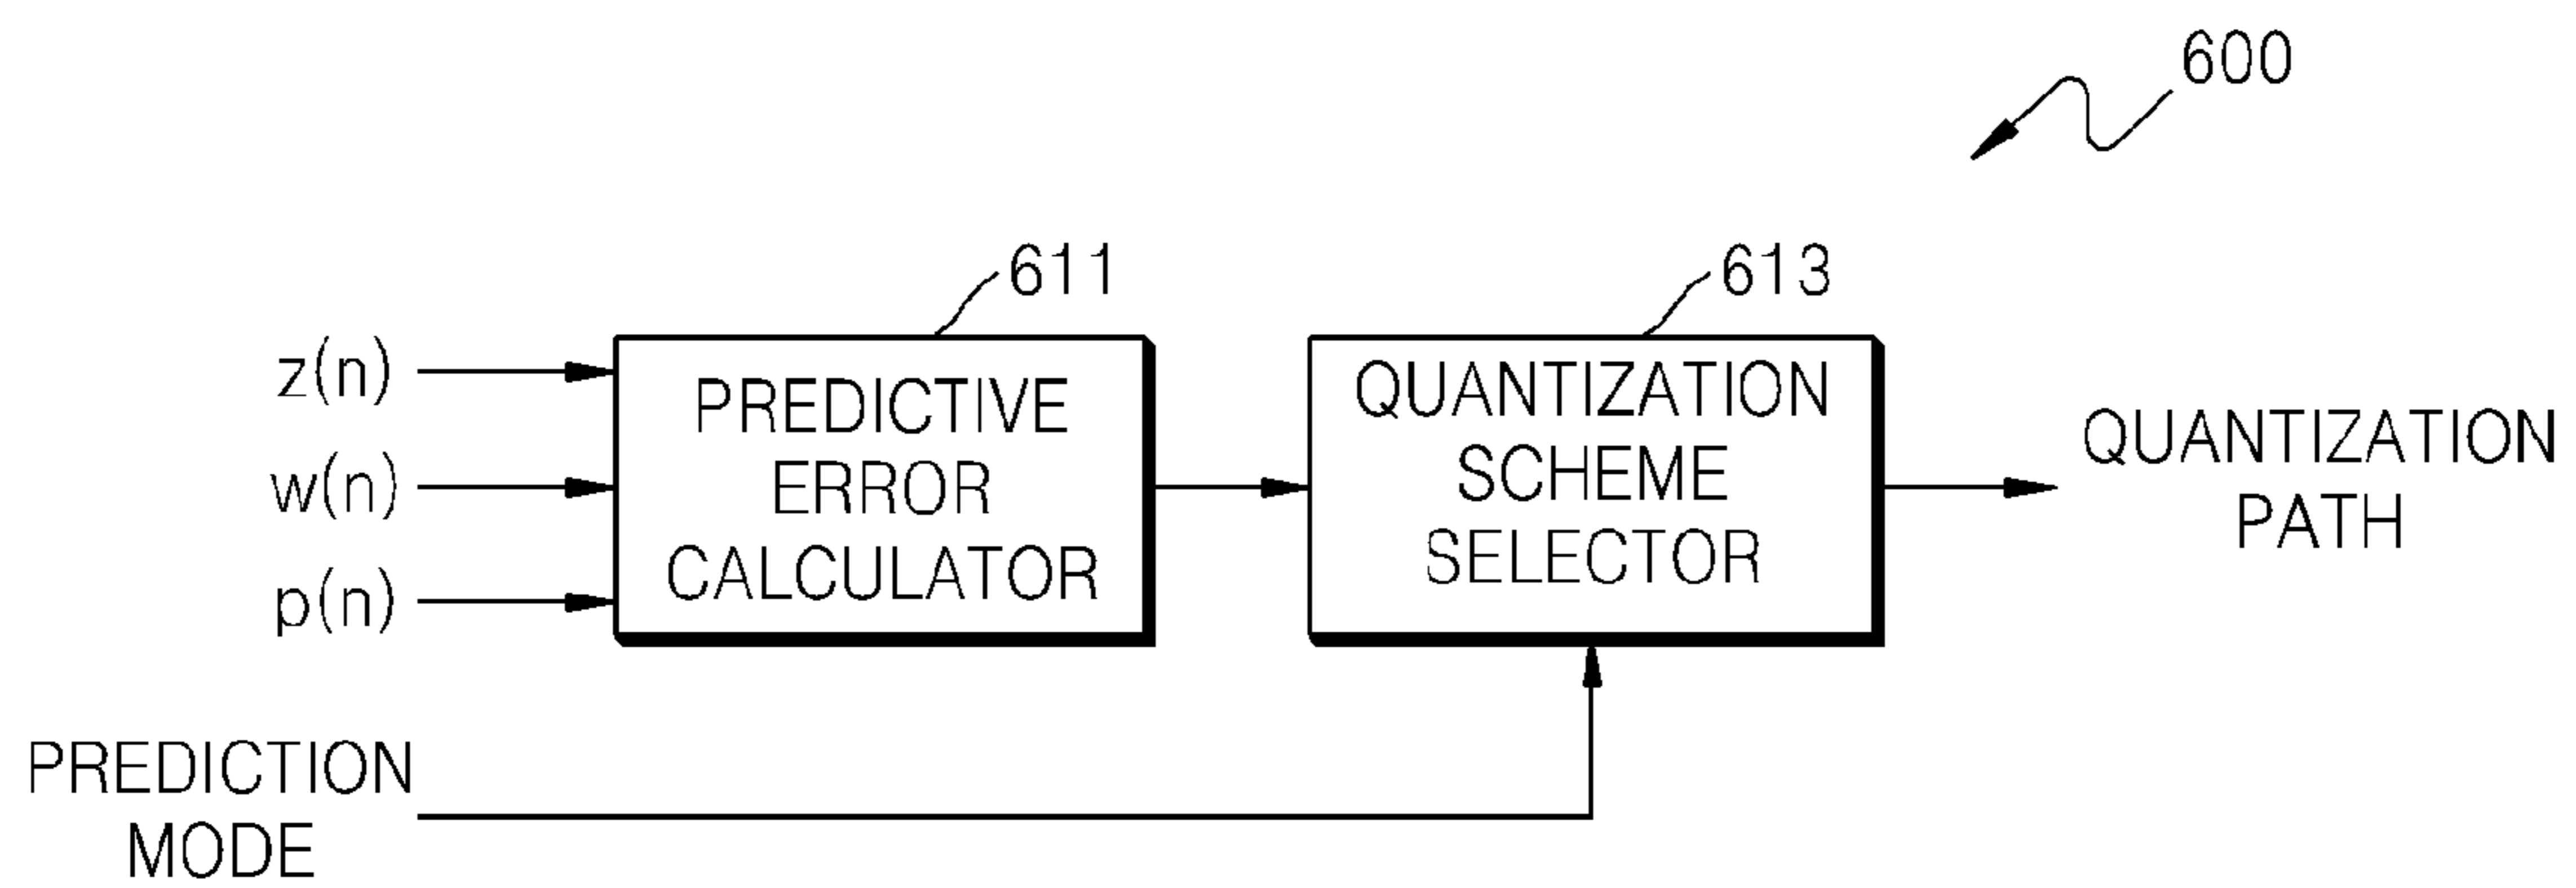 600
611
613
z(n)
w(n)
p(n)
PREDICTIVE
ERROR
CALCULATOR
QUANTIZATION
SCHEME
SELECTOR
QUANTIZATION
PATH
PREDICTION
MODE